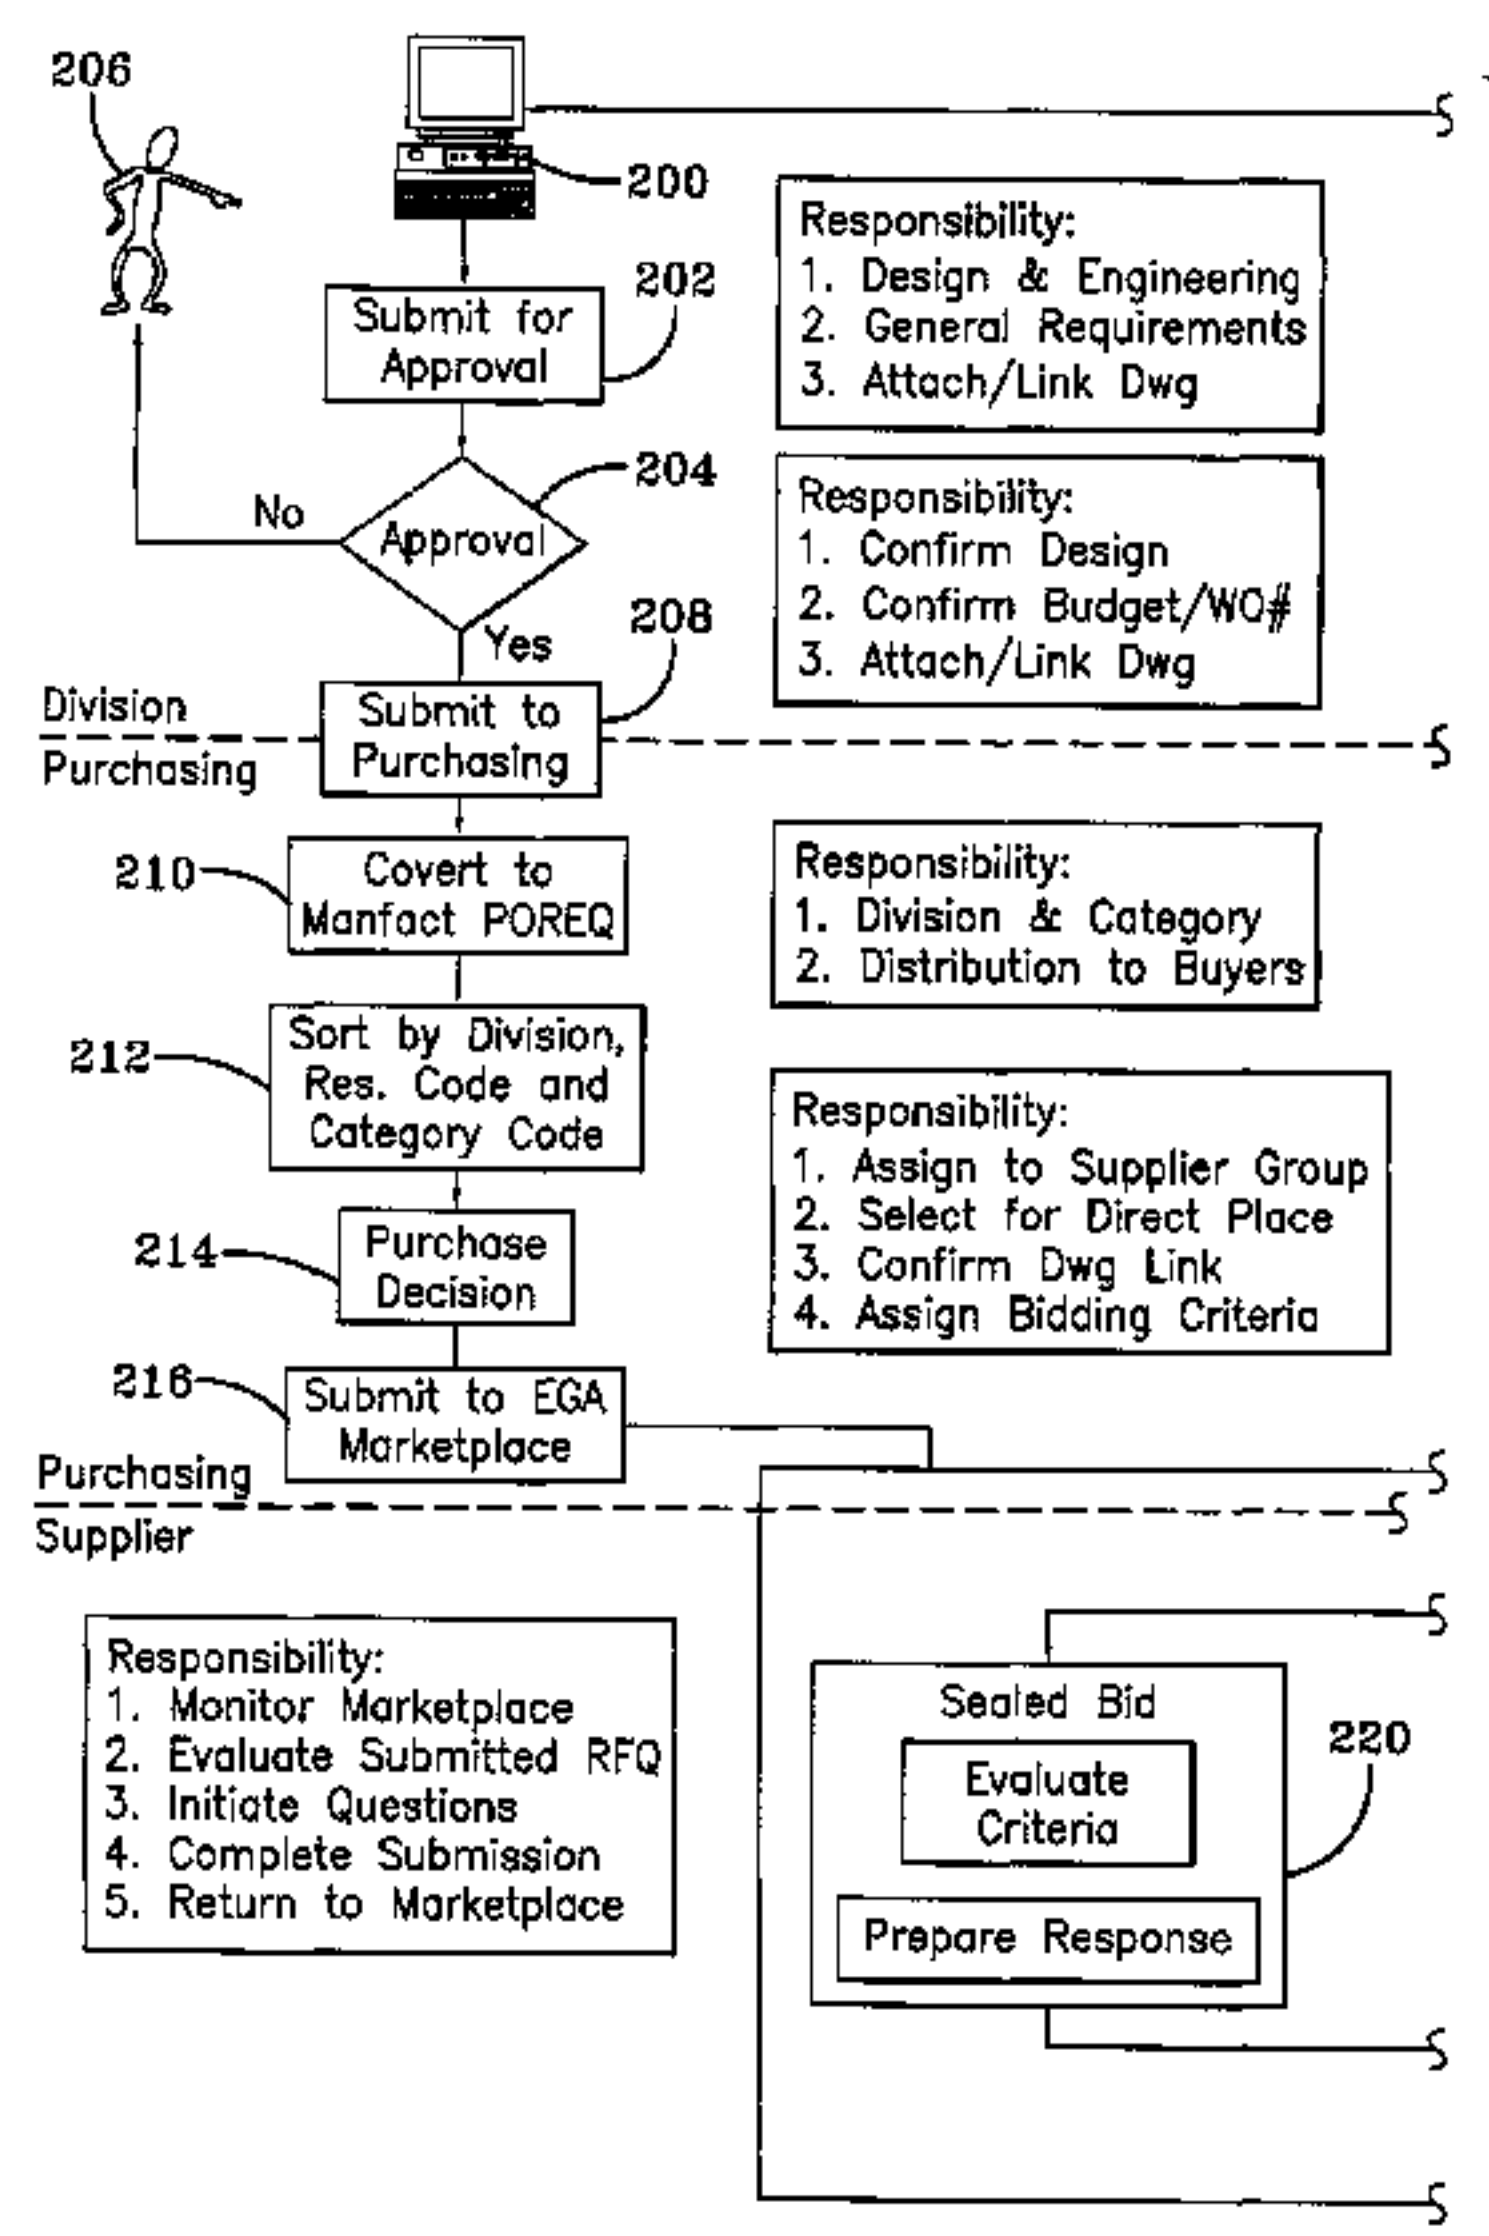 206
200
Responsibility:
1. Design & Engineering
2. General Requirements
3. Attach/Link Dwg
202
Submit for
Approval
204
Approval
No
Yes
Responsibility:
1. Confirm Design
2. Confirm Budget/WO#
3. Attach/Link Dwg
208
Submit to
Purchasing
Division
Purchasing
210
Covert to
Manfact POREQ
Responsibility:
1. Division & Category
2. Distribution to Buyers
212
Sort by Division,
Res. Code and
Category Code
Responsibility:
1. Assign to Supplier Group
2. Select for Direct Place
3. Confirm Dwg Link
4. Assign Bidding Criteria
214
Purchase
Decision
216
Submit to EGA
Marketplace
Purchasing
Supplier
Responsibility:
1. Monitor Marketplace
2. Evaluate Submitted RFQ
3. Initiate Questions
4. Complete Submission
5. Return to Marketplace
Sealed Bid
220
Evaluate
Criteria
Prepare Response